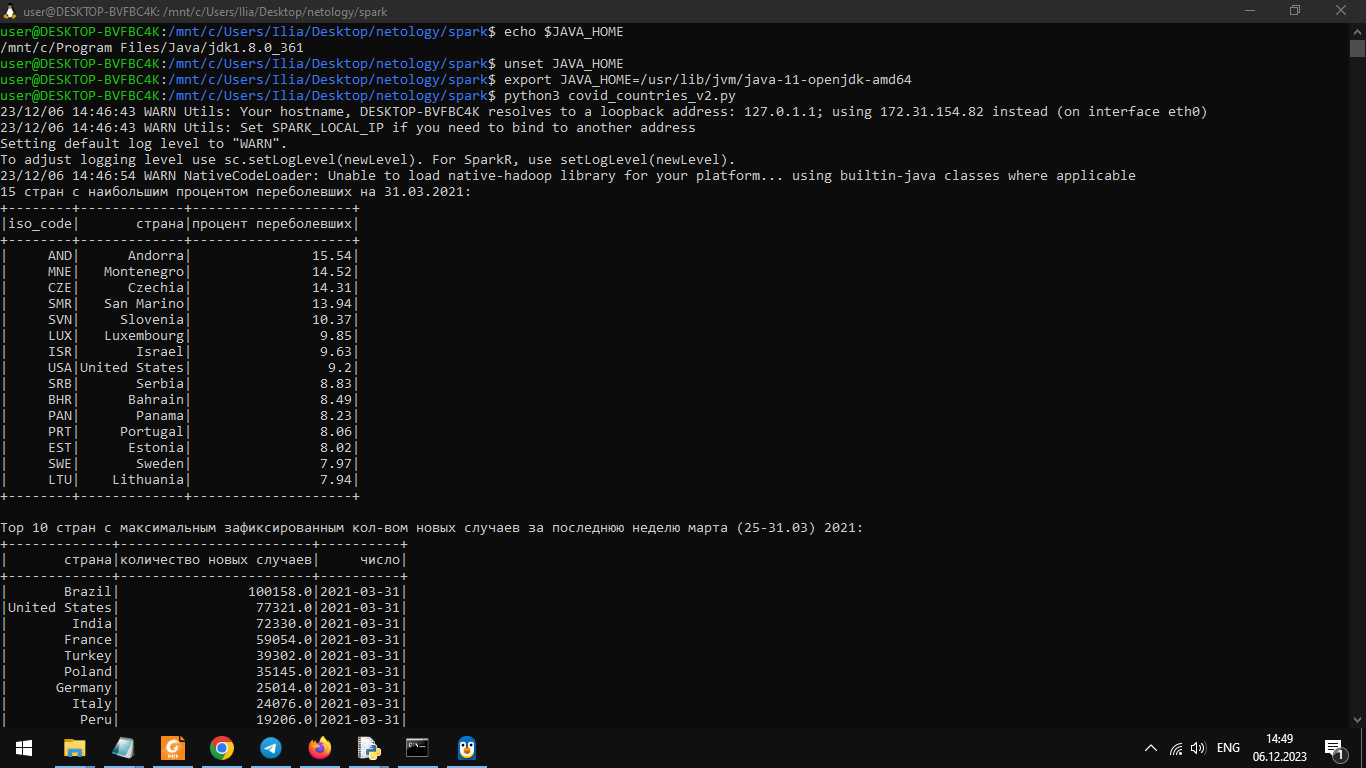 user@DESKTOP-BVFBC4K: /mnt/c/Users/Ilia/Desktop/netology/spark
user@DESKTOP-BVFBC4K:/mnt/c/Users/Ilia/Desktop/netology/spark$ echo $JAVA_HOME
/mnt/c/Program Files/Java/jdk1.8.0_361
user@DESKTOP-BVFBC4K:/mnt/c/Users/Ilia/Desktop/netology/spark$ unset JAVA_HOME
user@DESKTOP-BVFBC4K:/mnt/c/Users/Ilia/Desktop/netology/spark$ export JAVA_HOME=/usr/lib/jvm/java-11-openjdk-amd64
user@DESKTOP-BVFBC4K:/mnt/c/Users/Ilia/Desktop/netology/spark$ python3 covid_countries_v2.py
23/12/06 14:46:43 WARN Utils: Your hostname, DESKTOP-BVFBC4K resolves to a loopback address: 127.0.1.1; using 172.31.154.82 instead (on interface eth0)
23/12/06 14:46:43 WARN Utils: Set SPARK_LOCAL_IP if you need to bind to another address
Setting default log level to "WARN".
To adjust logging level use sc.setLogLevel(newLevel). For SparkR, use setLogLevel(newLevel).
23/12/06 14:46:54 WARN NativeCodeLoader: Unable to load native-hadoop library for your platform... using builtin-java classes where applicable
15 стран с наибольшим процентом переболевших на 31.03.2021:
+--------+-------------+--------------------+
|iso_code|       страна|процент переболевших|
+--------+-------------+--------------------+
|     AND|      Andorra|               15.54|
|     MNE|   Montenegro|               14.52|
|     CZE|      Czechia|               14.31|
|     SMR|   San Marino|               13.94|
|     SVN|     Slovenia|               10.37|
|     LUX|   Luxembourg|                9.85|
|     ISR|       Israel|                9.63|
|     USA|United States|                 9.2|
|     SRB|       Serbia|                8.83|
|     BHR|      Bahrain|                8.49|
|     PAN|       Panama|                8.23|
|     PRT|     Portugal|                8.06|
|     EST|      Estonia|                8.02|
|     SWE|       Sweden|                7.97|
|     LTU|    Lithuania|                7.94|
+--------+-------------+--------------------+
Top 10 стран с максимальным зафиксированным кол-вом новых случаев за последнюю неделю марта (25-31.03) 2021:
+-------------+------------------------+----------+
|       страна|количество новых случаев|     число|
+-------------+------------------------+----------+
|       Brazil|                100158.0|2021-03-31|
|United States|                 77321.0|2021-03-31|
|        India|                 72330.0|2021-03-31|
|       France|                 59054.0|2021-03-31|
|       Turkey|                 39302.0|2021-03-31|
|       Poland|                 35145.0|2021-03-31|
|      Germany|                 25014.0|2021-03-31|
|        Italy|                 24076.0|2021-03-31|
|         Peru|                 19206.0|2021-03-31|
PDF
C:\_
ENG
14:49
06.12.2023
1